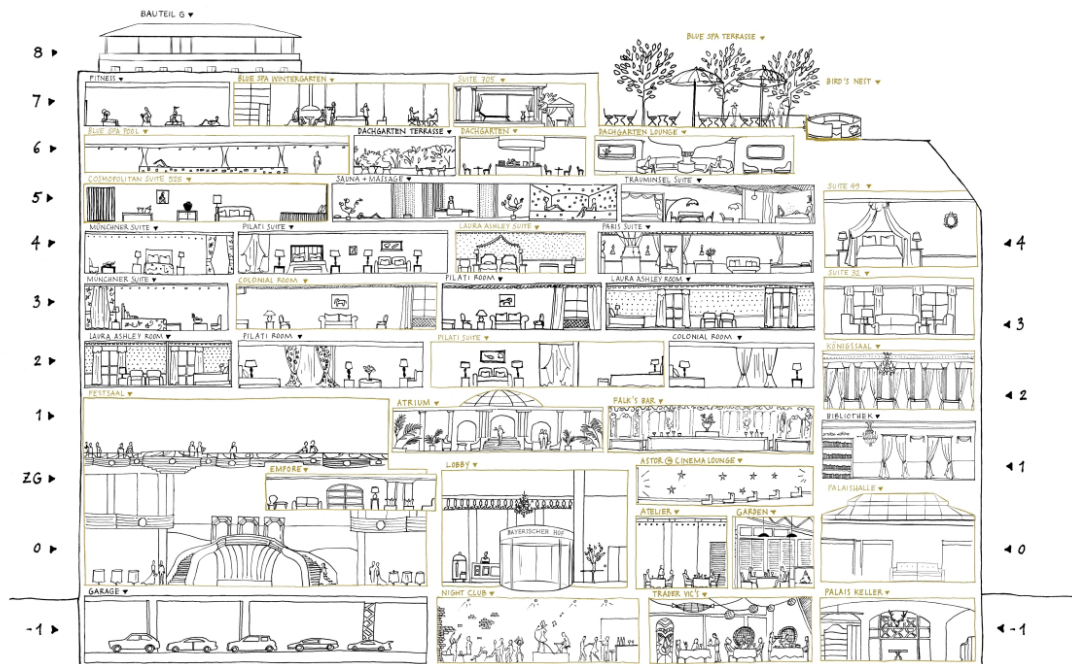 BAUTEIL G ▼
8 ▶
BLUE SPA TERRASSE ▼
FITNESS ▼
BLUE SPA WINTERGARTEN ▼
SUITE 705 ▼
BIRD'S NEST ▼
7 ▶
BLUE SPA POOL ▼
DACHGARTEN TERRASSE ▼
DACHGARTEN ▼
DACHGARTEN LOUNGE ▼
6 ▶
COSMOPOLITAN SUITE 526 ▼
SAUNA + MASSAGE ▼
TRAUMINSEL SUITE ▼
SUITE 49 ▼
5 ▶
MÜNCHNER SUITE ▼
PILATI SUITE ▼
LAURA ASHLEY SUITE ▼
PARIS SUITE ▼
4 ▶
◀ 4
MÜNCHNER SUITE ▼
COLONIAL ROOM ▼
PILATI ROOM ▼
LAURA ASHLEY ROOM ▼
SUITE 32 ▼
3 ▶
◀ 3
LAURA ASHLEY ROOM ▼
PILATI ROOM ▼
PILATI SUITE ▼
COLONIAL ROOM ▼
KÖNIGSSAAL ▼
2 ▶
◀ 2
FESTSAAL ▼
ATRIUM ▼
FALK'S BAR ▼
BIBLIOTHEK ▼
1 ▶
◀ 1
EMPORE ▼
LOBBY ▼
ASTOR @ CINEMA LOUNGE ▼
ZG ▶
PALAISHALLE ▼
ATELIER ▼
GARDEN ▼
BAYERISCHER HOF
0 ▶
◀ 0
GARAGE ▼
NIGHT CLUB ▼
TRADER VIC'S ▼
PALAIS KELLER ▼
-1 ▶
◀ -1